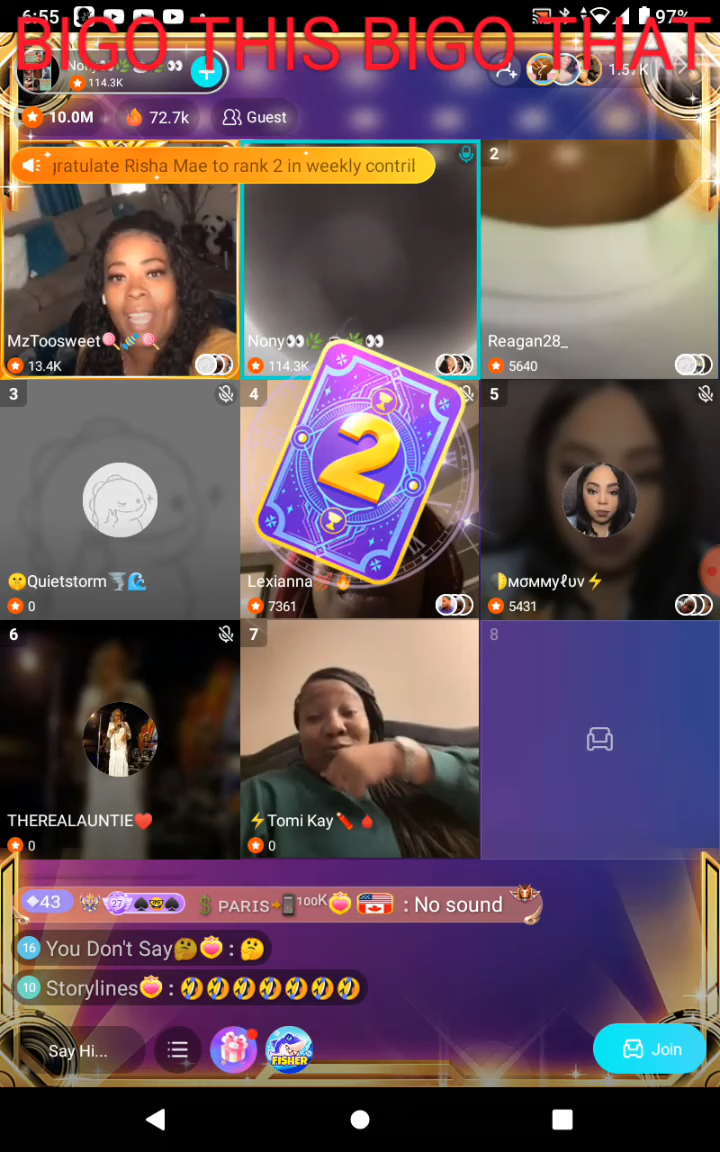 6:55
97%
BIGO THIS BIGO THAT
Nony
114.3K
1.57K
10.0M
72.7k
Guest
gratulate Risha Mae to rank 2 in weekly contril
2
MzToosweet🍭🍬🍭
13.4K
Nony👀🌿☕🌿👀
114.3K
Reagan28_
5640
3
4
5
2
🤫Quietstorm🌪️🌊
0
Lexianna
7361
🌗мσммуℓυν⚡
5431
6
7
8
THEREALAUNTIE❤️
0
⚡Tomi Kay
0
43 27 ♠️🤓♠️ 💲 PARIS 📲 100K 🇺🇸🇨🇦 : No sound
16 You Don't Say🤔 : 🤔
10 Storylines : 🤣🤣🤣🤣🤣🤣🤣
Say Hi...
FISHER
Join